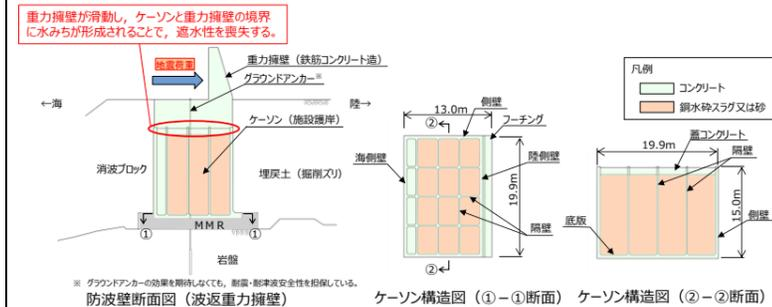 重力擁壁が滑動し，ケーソンと重力擁壁の境界
に水みちが形成されることで，遮水性を喪失する。
地震荷重
重力擁壁（鉄筋コンクリート造）
グラウンドアンカー※
←海
陸→
ケーソン（施設護岸）
消波ブロック
埋戻土（掘削ズリ）
①
MMR
①
岩盤
※ グラウンドアンカーの効果を期待しなくても，耐震・耐津波安全性を担保している。
防波壁断面図（波返重力擁壁）
13.0m
側壁
②
フーチング
海側壁
陸側壁
19.9m
隔壁
②
ケーソン構造図（①－①断面）
凡例
コンクリート
銅水砕スラグ又は砂
19.9m
蓋コンクリート
隔壁
15.0m
底版
側壁
ケーソン構造図（②－②断面）